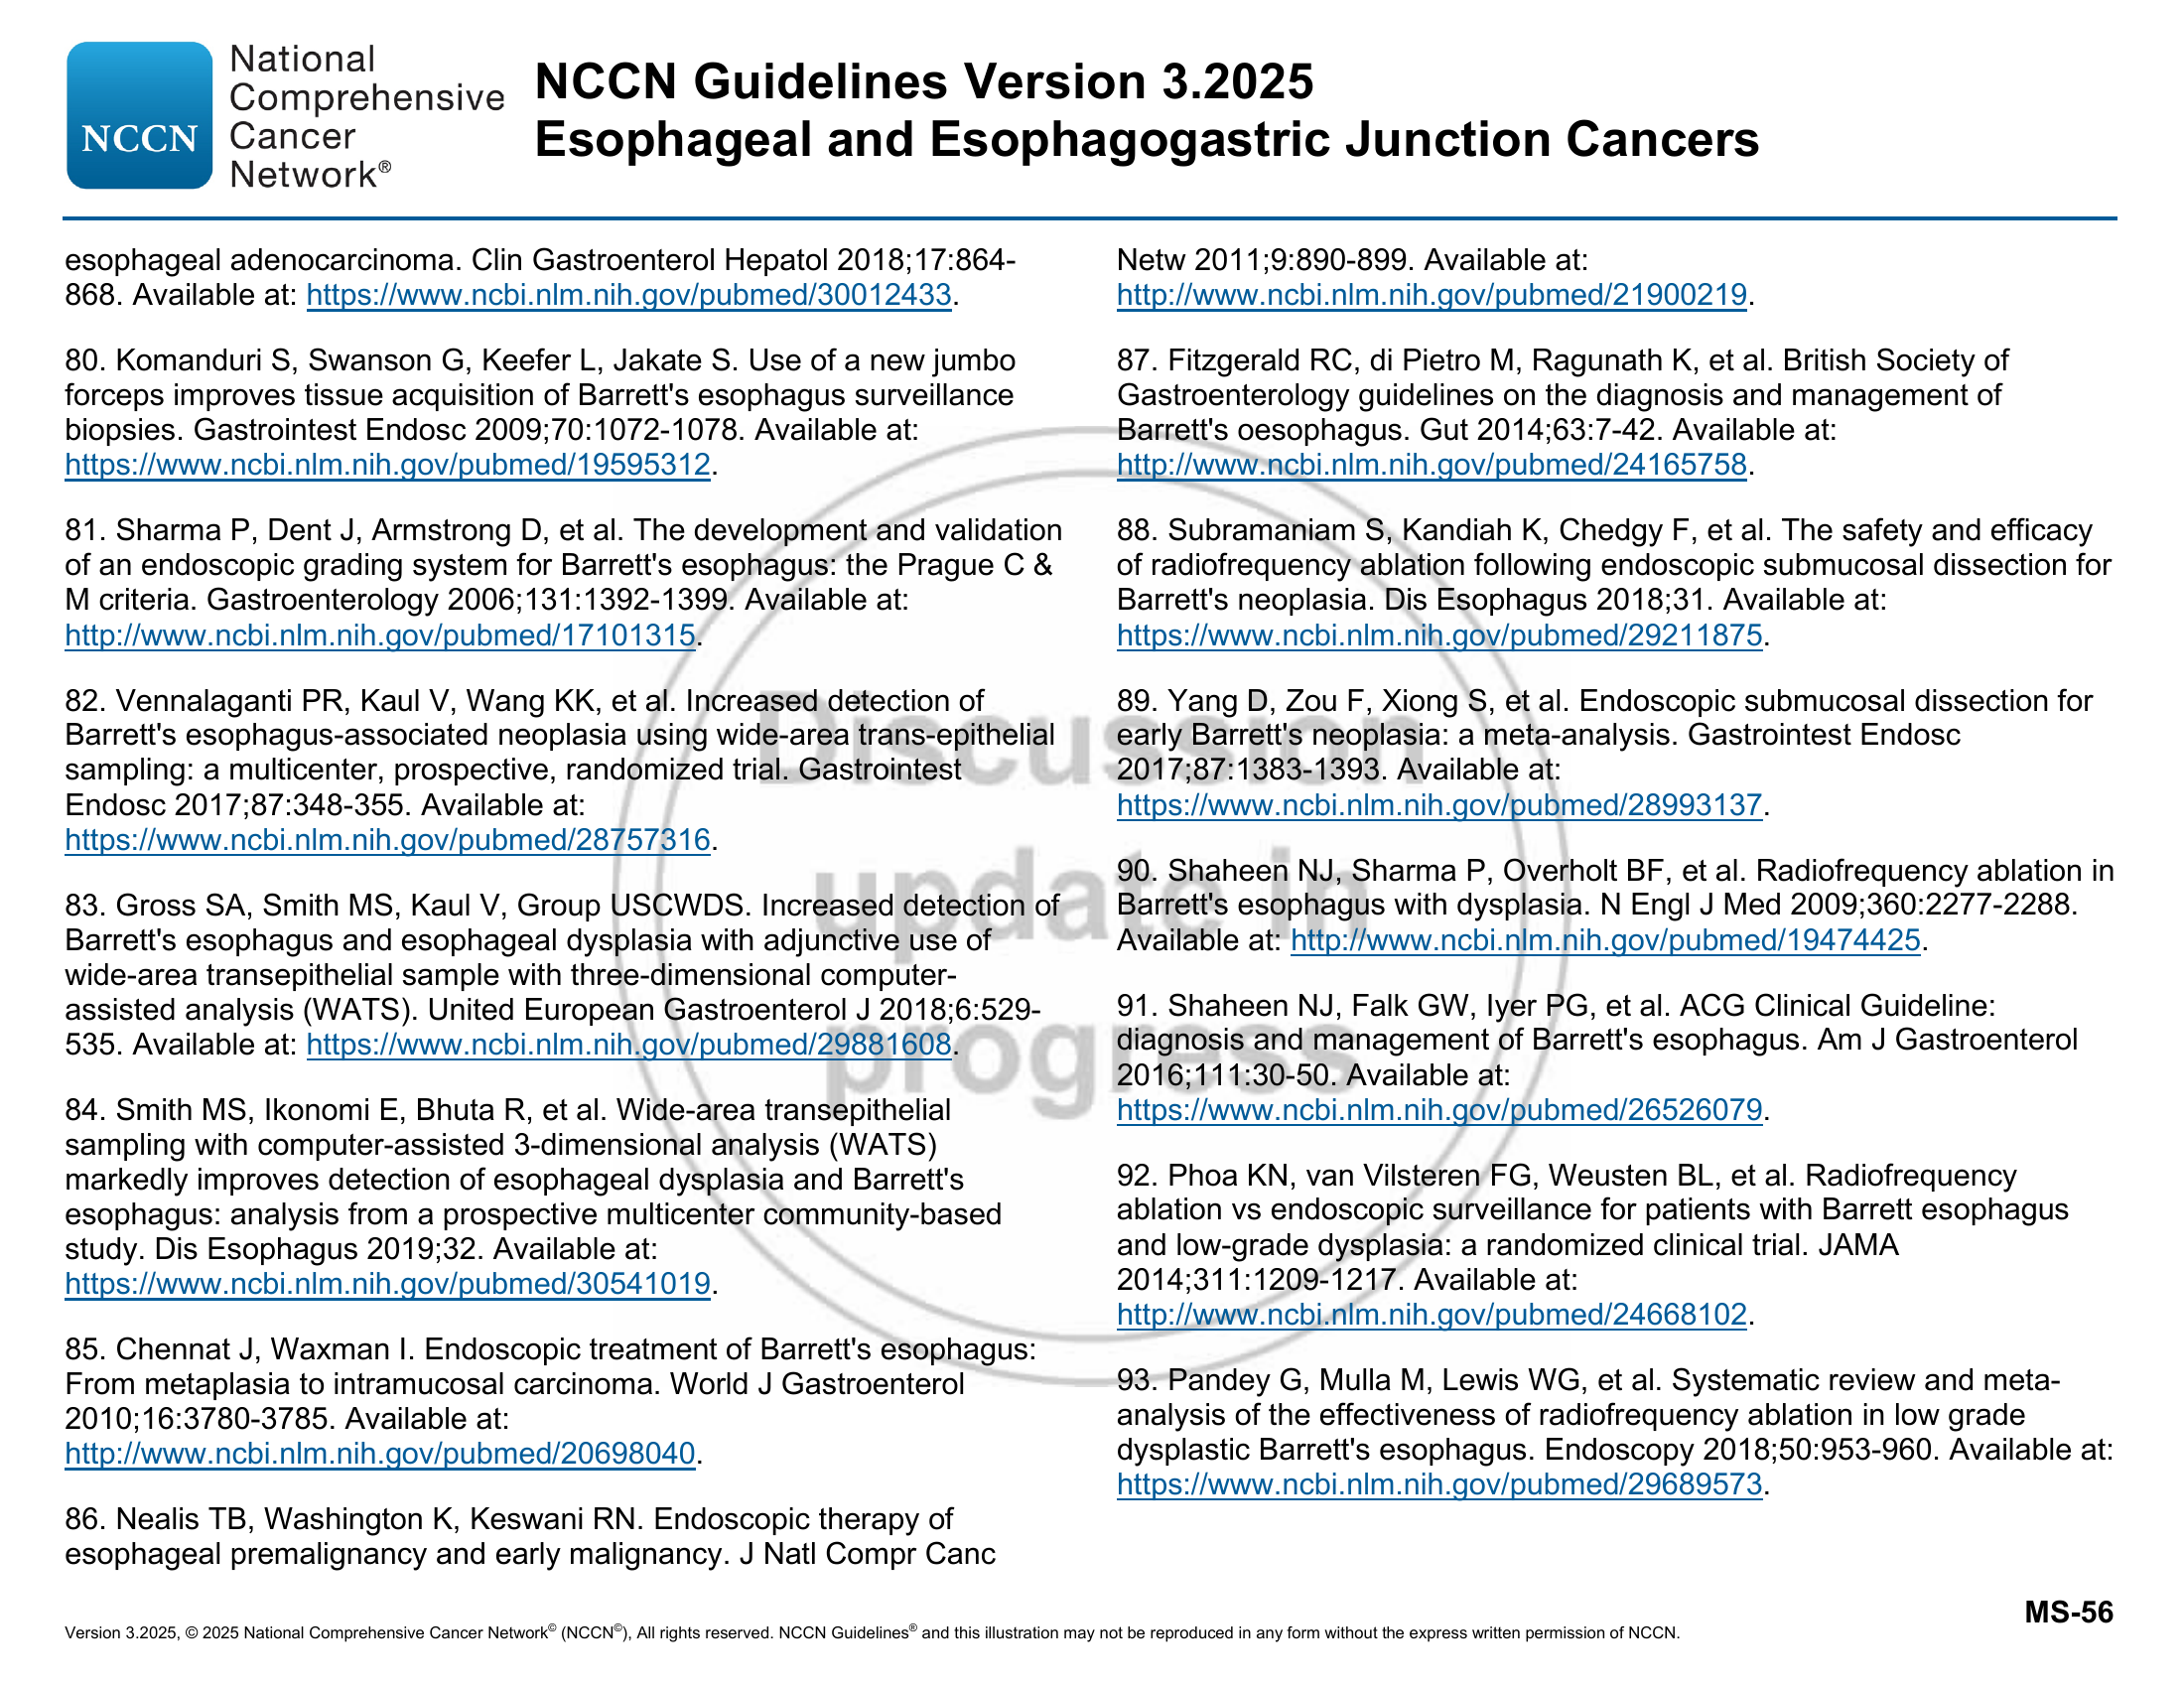 National
Comprehensive
Cancer
Network®
NCCN
NCCN Guidelines Version 3.2025
Esophageal and Esophagogastric Junction Cancers
esophageal adenocarcinoma. Clin Gastroenterol Hepatol 2018;17:864-
868. Available at: https://www.ncbi.nlm.nih.gov/pubmed/30012433.
80. Komanduri S, Swanson G, Keefer L, Jakate S. Use of a new jumbo
forceps improves tissue acquisition of Barrett's esophagus surveillance
biopsies. Gastrointest Endosc 2009;70:1072-1078. Available at:
https://www.ncbi.nlm.nih.gov/pubmed/19595312.
81. Sharma P, Dent J, Armstrong D, et al. The development and validation
of an endoscopic grading system for Barrett's esophagus: the Prague C &
M criteria. Gastroenterology 2006;131:1392-1399. Available at:
http://www.ncbi.nlm.nih.gov/pubmed/17101315.
82. Vennalaganti PR, Kaul V, Wang KK, et al. Increased detection of
Barrett's esophagus-associated neoplasia using wide-area trans-epithelial
sampling: a multicenter, prospective, randomized trial. Gastrointest
Endosc 2017;87:348-355. Available at:
https://www.ncbi.nlm.nih.gov/pubmed/28757316.
83. Gross SA, Smith MS, Kaul V, Group USCWDS. Increased detection of
Barrett's esophagus and esophageal dysplasia with adjunctive use of
wide-area transepithelial sample with three-dimensional computer-
assisted analysis (WATS). United European Gastroenterol J 2018;6:529-
535. Available at: https://www.ncbi.nlm.nih.gov/pubmed/29881608.
84. Smith MS, Ikonomi E, Bhuta R, et al. Wide-area transepithelial
sampling with computer-assisted 3-dimensional analysis (WATS)
markedly improves detection of esophageal dysplasia and Barrett's
esophagus: analysis from a prospective multicenter community-based
study. Dis Esophagus 2019;32. Available at:
https://www.ncbi.nlm.nih.gov/pubmed/30541019.
85. Chennat J, Waxman I. Endoscopic treatment of Barrett's esophagus:
From metaplasia to intramucosal carcinoma. World J Gastroenterol
2010;16:3780-3785. Available at:
http://www.ncbi.nlm.nih.gov/pubmed/20698040.
86. Nealis TB, Washington K, Keswani RN. Endoscopic therapy of
esophageal premalignancy and early malignancy. J Natl Compr Canc
Netw 2011;9:890-899. Available at:
http://www.ncbi.nlm.nih.gov/pubmed/21900219.
87. Fitzgerald RC, di Pietro M, Ragunath K, et al. British Society of
Gastroenterology guidelines on the diagnosis and management of
Barrett's oesophagus. Gut 2014;63:7-42. Available at:
http://www.ncbi.nlm.nih.gov/pubmed/24165758.
88. Subramaniam S, Kandiah K, Chedgy F, et al. The safety and efficacy
of radiofrequency ablation following endoscopic submucosal dissection for
Barrett's neoplasia. Dis Esophagus 2018;31. Available at:
https://www.ncbi.nlm.nih.gov/pubmed/29211875.
89. Yang D, Zou F, Xiong S, et al. Endoscopic submucosal dissection for
early Barrett's neoplasia: a meta-analysis. Gastrointest Endosc
2017;87:1383-1393. Available at:
https://www.ncbi.nlm.nih.gov/pubmed/28993137.
90. Shaheen NJ, Sharma P, Overholt BF, et al. Radiofrequency ablation in
Barrett's esophagus with dysplasia. N Engl J Med 2009;360:2277-2288.
Available at: http://www.ncbi.nlm.nih.gov/pubmed/19474425.
91. Shaheen NJ, Falk GW, Iyer PG, et al. ACG Clinical Guideline:
diagnosis and management of Barrett's esophagus. Am J Gastroenterol
2016;111:30-50. Available at:
https://www.ncbi.nlm.nih.gov/pubmed/26526079.
92. Phoa KN, van Vilsteren FG, Weusten BL, et al. Radiofrequency
ablation vs endoscopic surveillance for patients with Barrett esophagus
and low-grade dysplasia: a randomized clinical trial. JAMA
2014;311:1209-1217. Available at:
http://www.ncbi.nlm.nih.gov/pubmed/24668102.
93. Pandey G, Mulla M, Lewis WG, et al. Systematic review and meta-
analysis of the effectiveness of radiofrequency ablation in low grade
dysplastic Barrett's esophagus. Endoscopy 2018;50:953-960. Available at:
https://www.ncbi.nlm.nih.gov/pubmed/29689573.
Discussion
update in
progress
MS-56
Version 3.2025, © 2025 National Comprehensive Cancer Network© (NCCN©), All rights reserved. NCCN Guidelines® and this illustration may not be reproduced in any form without the express written permission of NCCN.